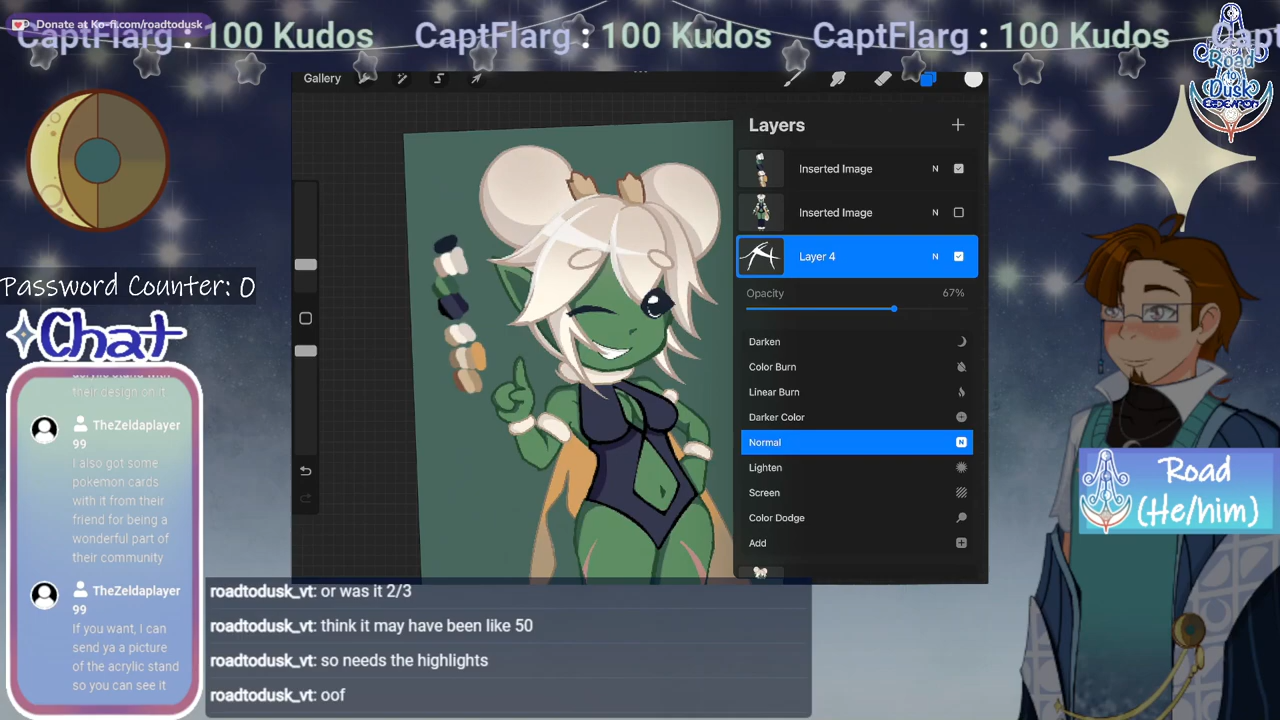 Donate at Ko-fi.com/roadtodusk
CaptFlarg : 100 Kudos CaptFlarg : 100 Kudos CaptFlarg : 100 Kudos
Road to Dusk
Gallery
Layers
Inserted Image N
Inserted Image N
Layer 4 N
Opacity 67%
Darken
Color Burn
Linear Burn
Darker Color
Normal N
Lighten
Screen
Color Dodge
Add
Password Counter: 0
Chat
their design on it
TheZeldaplayer
99
I also got some
pokemon cards
with it from their
friend for being a
wonderful part of
their community
TheZeldaplayer
99
If you want, I can
send ya a picture
of the acrylic stand
so you can see it
roadtodusk_vt: or was it 2/3
roadtodusk_vt: think it may have been like 50
roadtodusk_vt: so needs the highlights
roadtodusk_vt: oof
Road
(He/him)